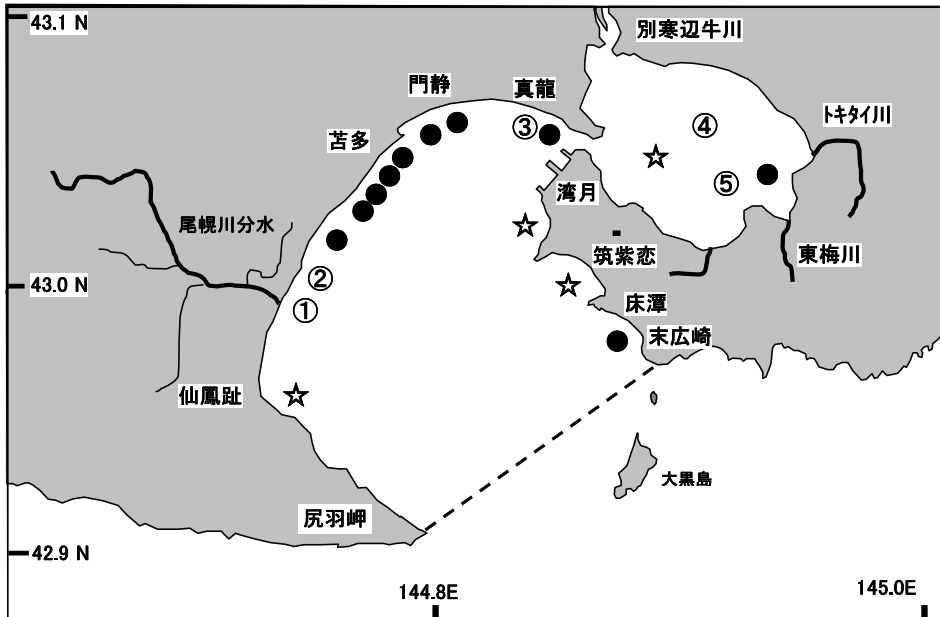 43.1 N
別寒辺牛川
門静
真龍
③
④
ﾄｷﾀｲ川
苫多
⑤
湾月
尾幌川分水
筑紫恋
東梅川
②
43.0 N
①
床潭
末広崎
仙鳳趾
大黒島
尻羽岬
42.9 N
144.8E
145.0E